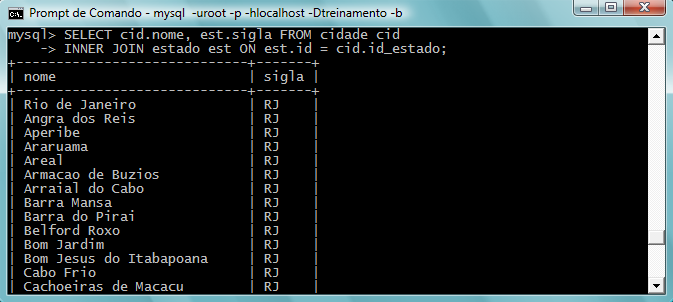 Prompt de Comando - mysql -uroot -p -hlocalhost -Dtreinamento -b
mysql> SELECT cid.nome, est.sigla FROM cidade cid
    -> INNER JOIN estado est ON est.id = cid.id_estado;
+------------------------------+-------+
| nome                         | sigla |
+------------------------------+-------+
| Rio de Janeiro               | RJ    |
| Angra dos Reis               | RJ    |
| Aperibe                      | RJ    |
| Araruama                     | RJ    |
| Areal                        | RJ    |
| Armacao de Buzios            | RJ    |
| Arraial do Cabo              | RJ    |
| Barra Mansa                  | RJ    |
| Barra do Pirai               | RJ    |
| Belford Roxo                 | RJ    |
| Bom Jardim                   | RJ    |
| Bom Jesus do Itabapoana      | RJ    |
| Cabo Frio                    | RJ    |
| Cachoeiras de Macacu         | RJ    |